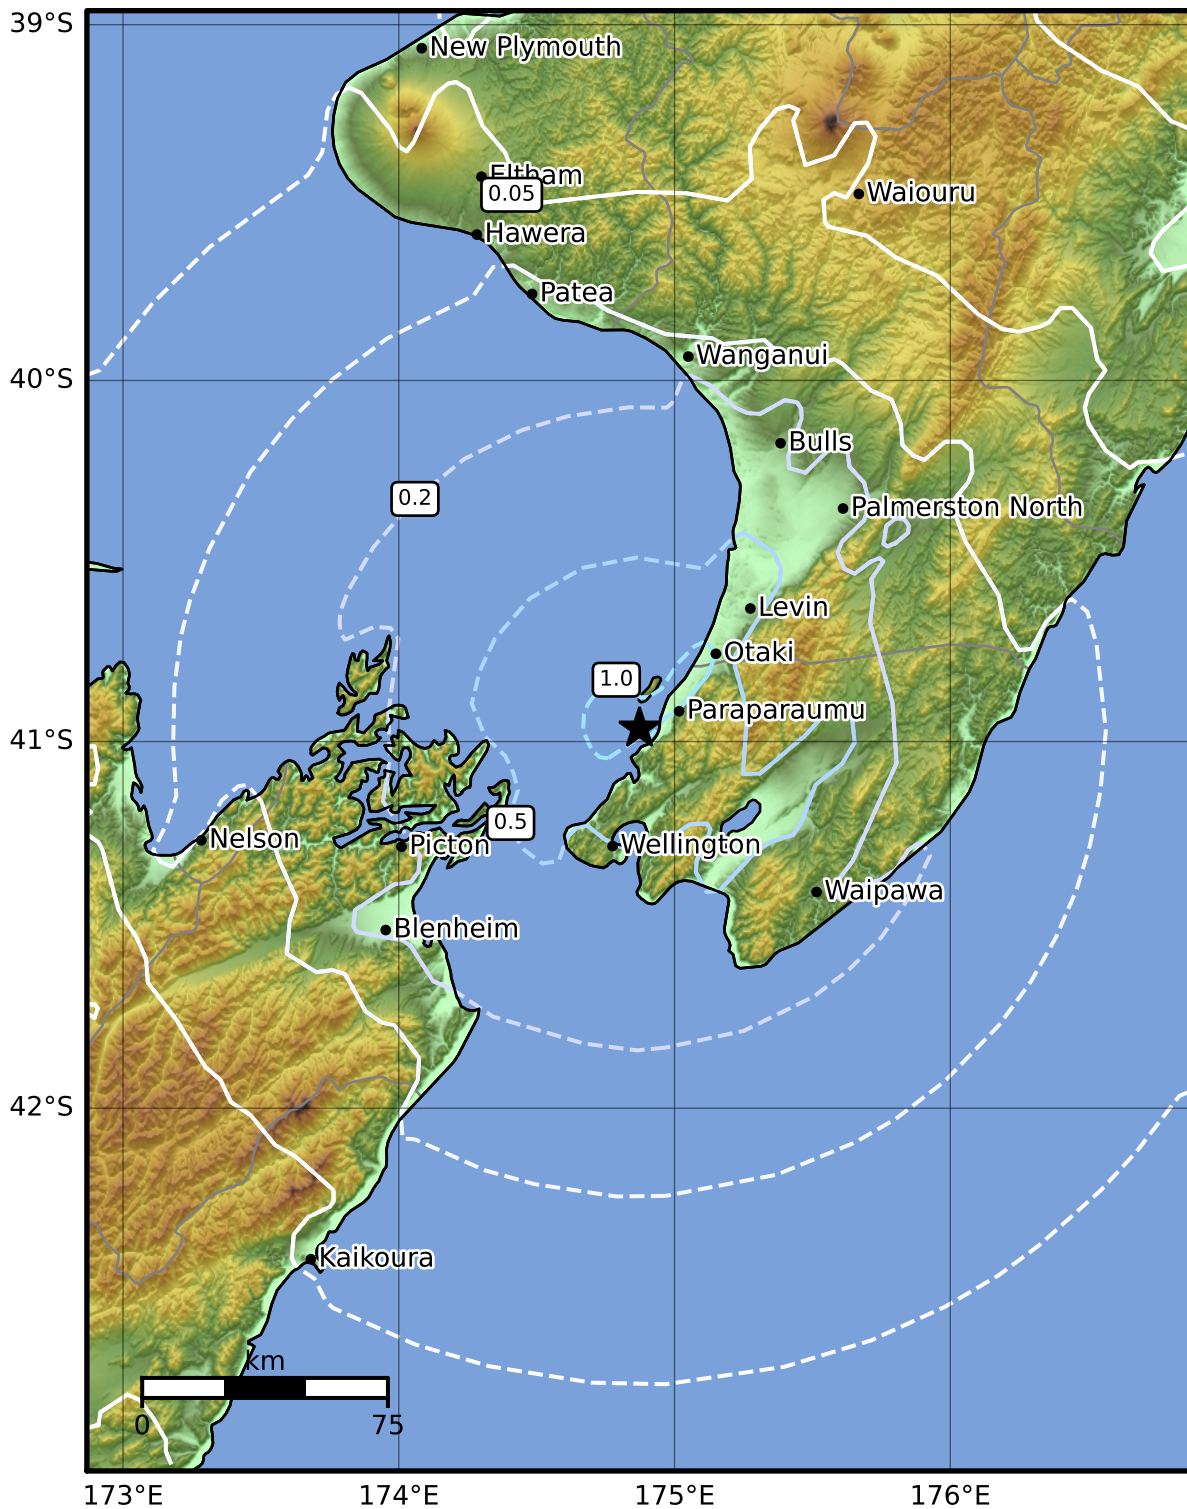 39°S
New Plymouth
Eltham
0.05
Waiouru
Hawera
Patea
Wanganui
40°S
Bulls
0.2
Palmerston North
Levin
Otaki
1.0
Paraparaumu
41°S
0.5
Nelson
Picton
Wellington
Waipawa
Blenheim
42°S
Kaikoura
km
0
75
173°E
174°E
175°E
176°E